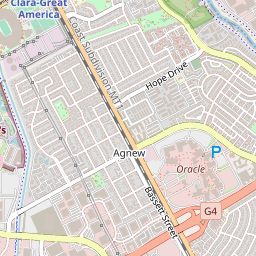 Clara-Great
America
Coast Subdivision MT1
Hope Drive
's
Agnew
P
Oracle
Bassett Street
G4